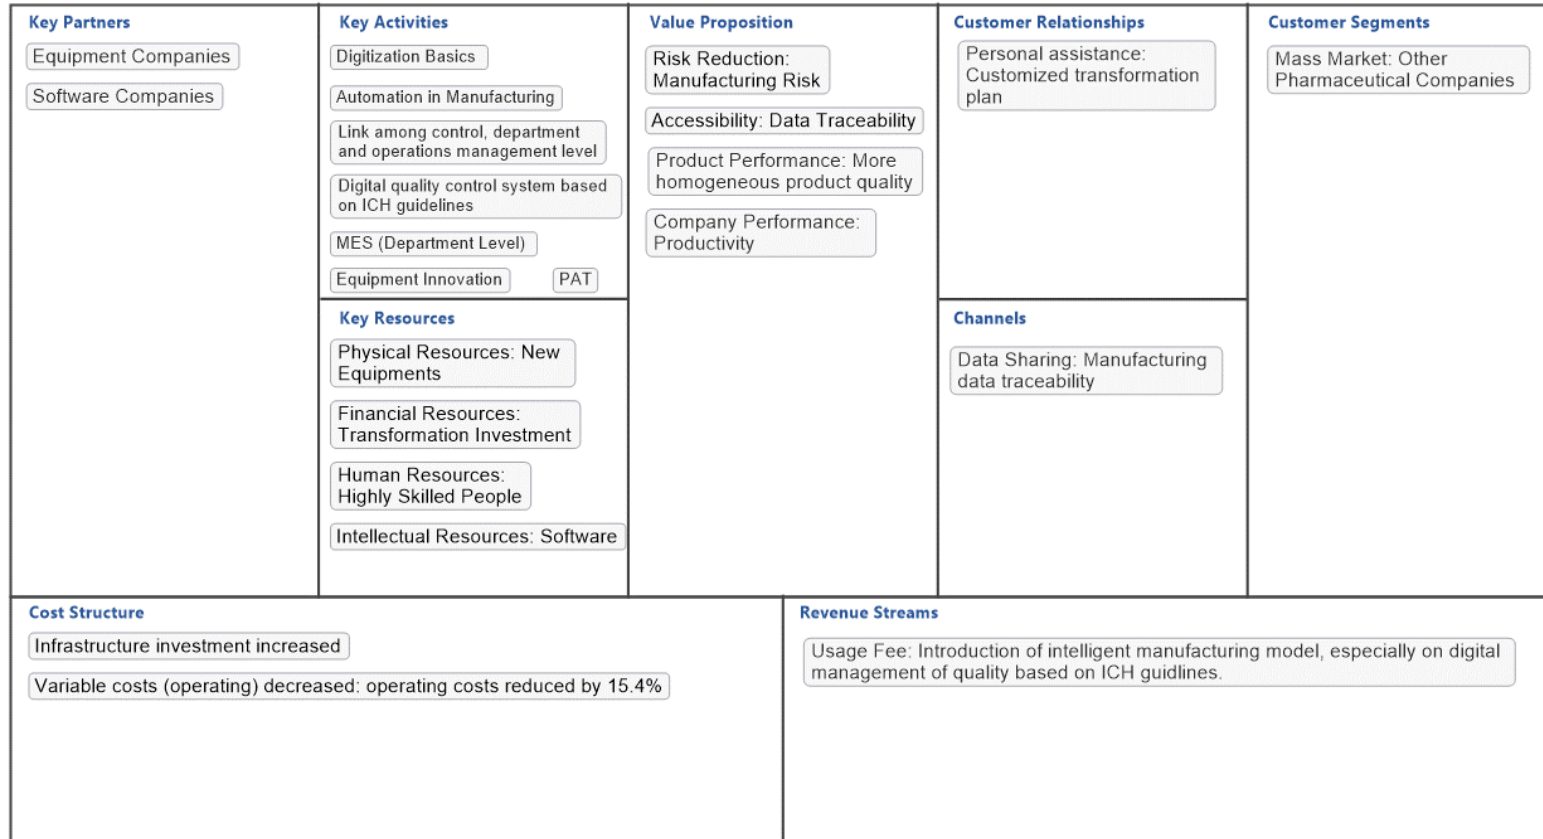 Key Partners
Equipment Companies
Software Companies
Key Activities
Digitization Basics
Automation in Manufacturing
Link among control, department
and operations management level
Digital quality control system based
on ICH guidelines
MES (Department Level)
Equipment Innovation
PAT
Key Resources
Physical Resources: New
Equipments
Financial Resources:
Transformation Investment
Human Resources:
Highly Skilled People
Intellectual Resources: Software
Value Proposition
Risk Reduction:
Manufacturing Risk
Accessibility: Data Traceability
Product Performance: More
homogeneous product quality
Company Performance:
Productivity
Customer Relationships
Personal assistance:
Customized transformation
plan
Channels
Data Sharing: Manufacturing
data traceability
Customer Segments
Mass Market: Other
Pharmaceutical Companies
Cost Structure
Infrastructure investment increased
Variable costs (operating) decreased: operating costs reduced by 15.4%
Revenue Streams
Usage Fee: Introduction of intelligent manufacturing model, especially on digital
management of quality based on ICH guidlines.